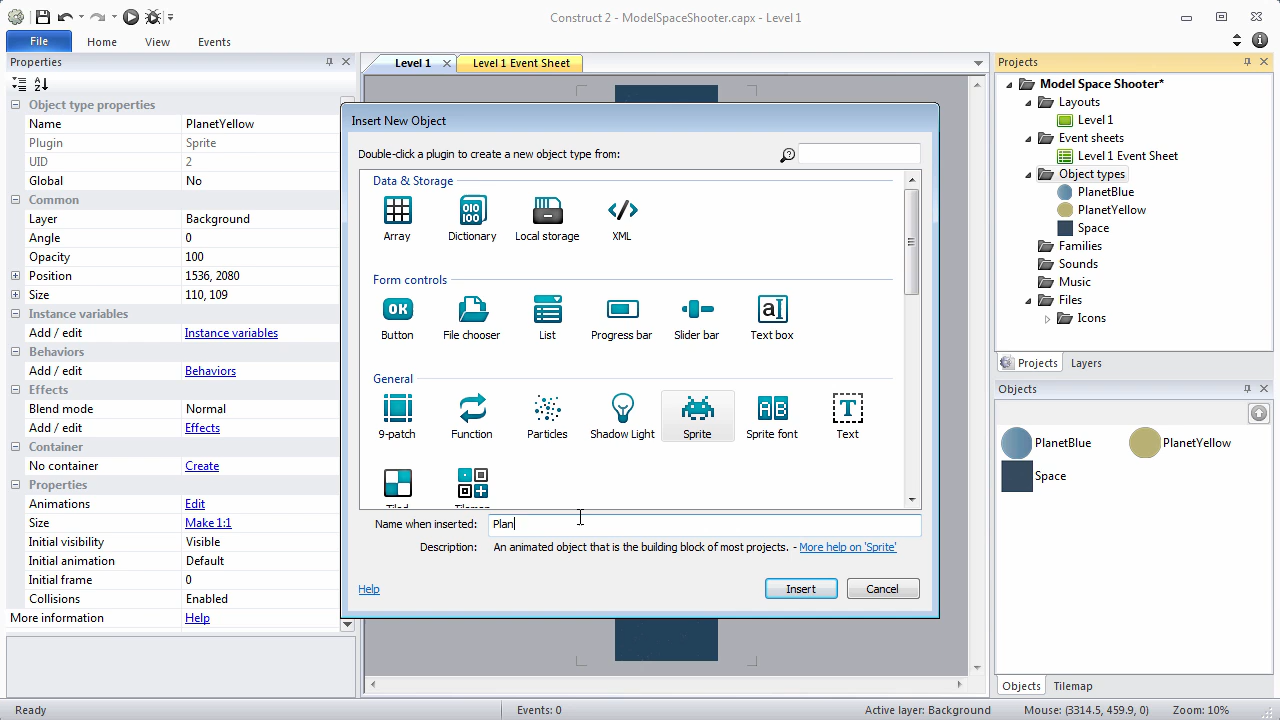 Construct 2 - ModelSpaceShooter.capx - Level 1
File Home View Events
Properties
Object type properties
Name PlanetYellow
Plugin Sprite
UID 2
Global No
Common
Layer Background
Angle 0
Opacity 100
Position 1536, 2080
Size 110, 109
Instance variables
Add / edit Instance variables
Behaviors
Add / edit Behaviors
Effects
Blend mode Normal
Add / edit Effects
Container
No container Create
Properties
Animations Edit
Size Make 1:1
Initial visibility Visible
Initial animation Default
Initial frame 0
Collisions Enabled
More information Help
Level 1 Level 1 Event Sheet
Insert New Object
Double-click a plugin to create a new object type from:
Data & Storage
Array Dictionary Local storage XML
Form controls
Button File chooser List Progress bar Slider bar Text box
General
9-patch Function Particles Shadow Light Sprite Sprite font Text
Name when inserted: Plan
Description: An animated object that is the building block of most projects. - More help on 'Sprite'
Help Insert Cancel
Projects
Model Space Shooter*
Layouts
Level 1
Event sheets
Level 1 Event Sheet
Object types
PlanetBlue
PlanetYellow
Space
Families
Sounds
Music
Files
Icons
Projects Layers
Objects
PlanetBlue PlanetYellow
Space
Objects Tilemap
Ready Events: 0 Active layer: Background Mouse: (3314.5, 459.9, 0) Zoom: 10%